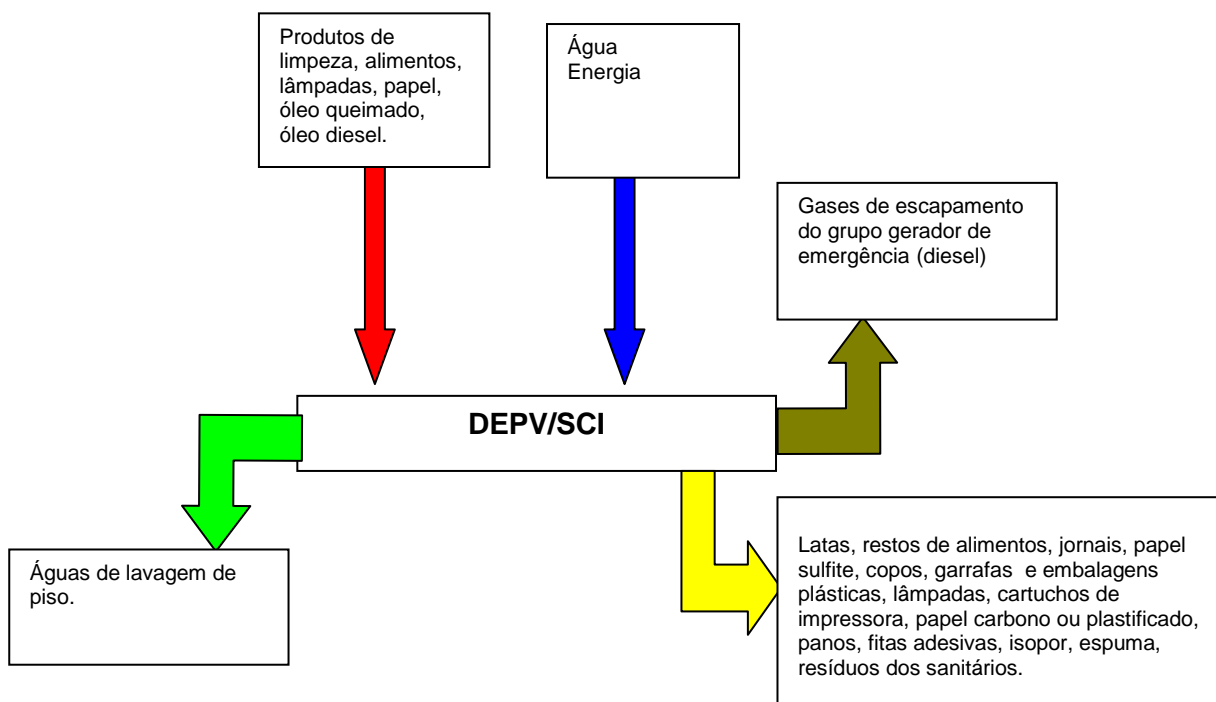 Produtos de
limpeza, alimentos,
lâmpadas, papel,
óleo queimado,
óleo diesel.
Água
Energia
Gases de escapamento
do grupo gerador de
emergência (diesel)
DEPV/SCI
Águas de lavagem de
piso.
Latas, restos de alimentos, jornais, papel
sulfite, copos, garrafas  e embalagens
plásticas, lâmpadas, cartuchos de
impressora, papel carbono ou plastificado,
panos, fitas adesivas, isopor, espuma,
resíduos dos sanitários.